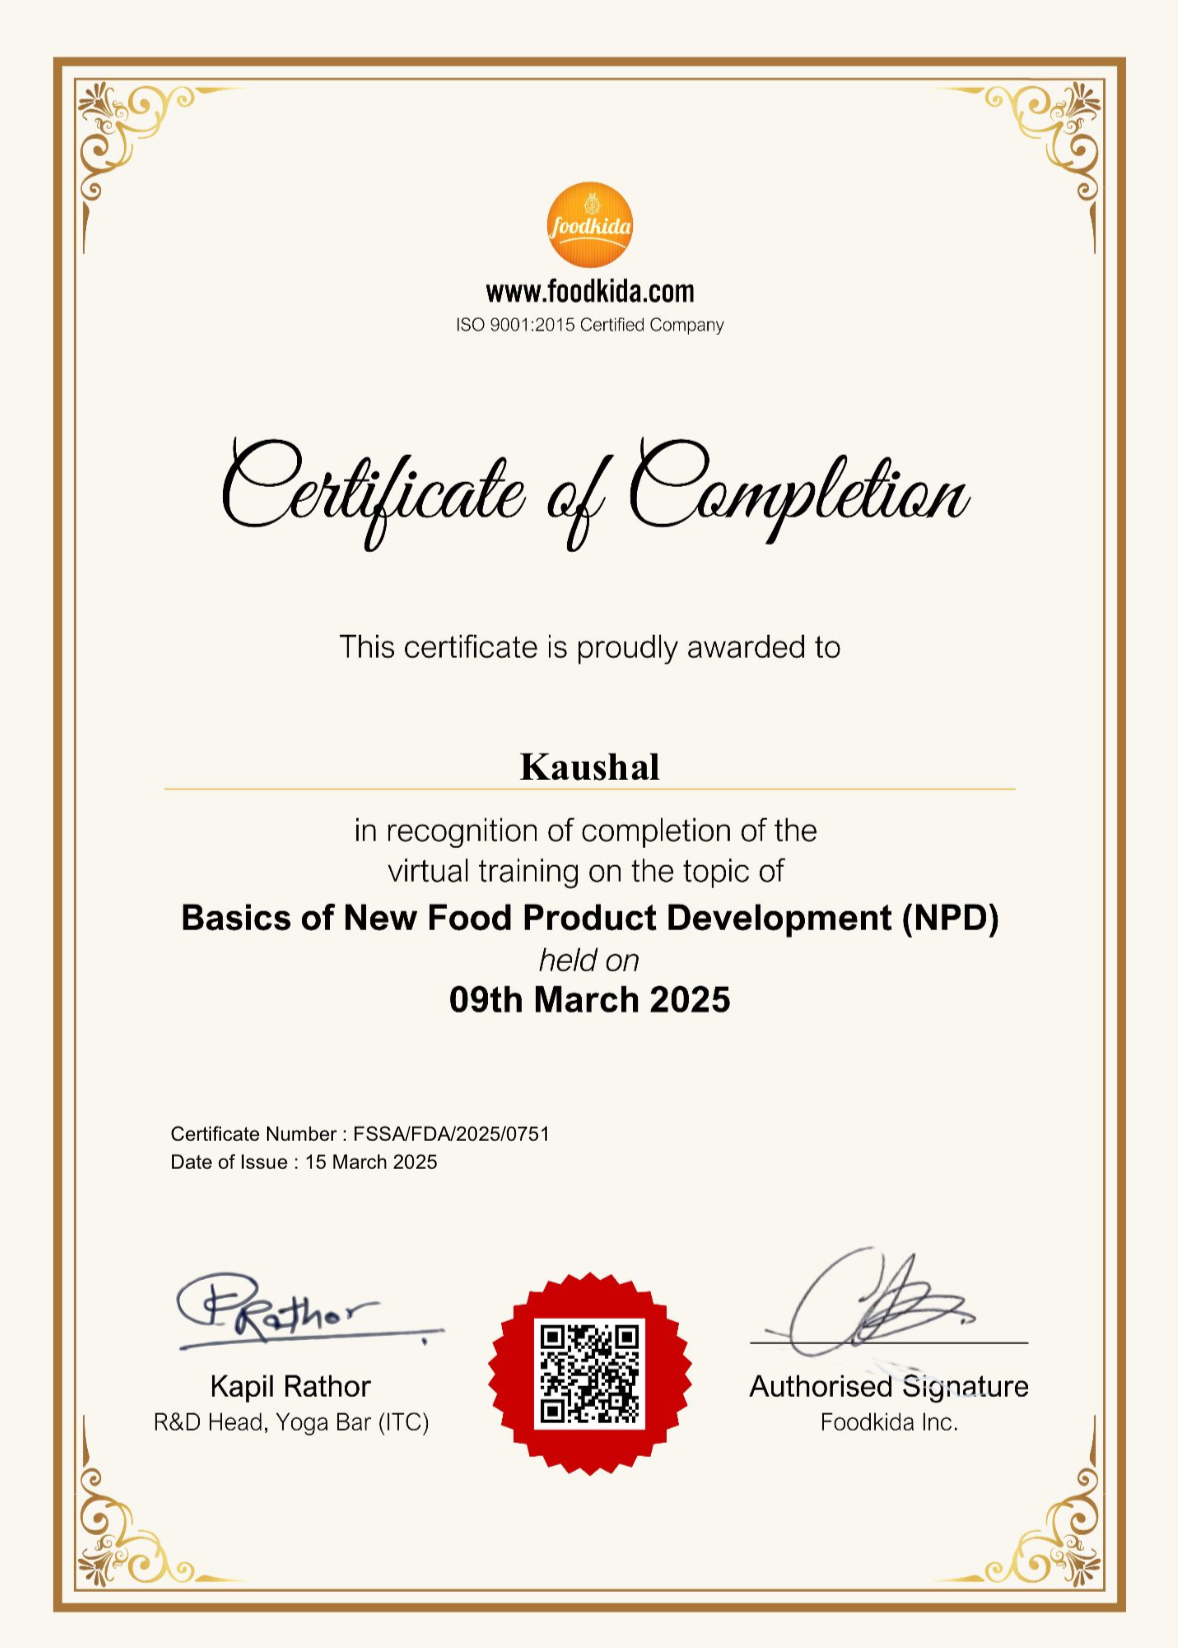 foodkida
www.foodkida.com
ISO 9001:2015 Certified Company
Certificate of Completion
This certificate is proudly awarded to
Kaushal
in recognition of completion of the
virtual training on the topic of
Basics of New Food Product Development (NPD)
held on
09th March 2025
Certificate Number : FSSA/FDA/2025/0751
Date of Issue : 15 March 2025
Rathor
Kapil Rathor
R&D Head, Yoga Bar (ITC)
Authorised Signature
Foodkida Inc.